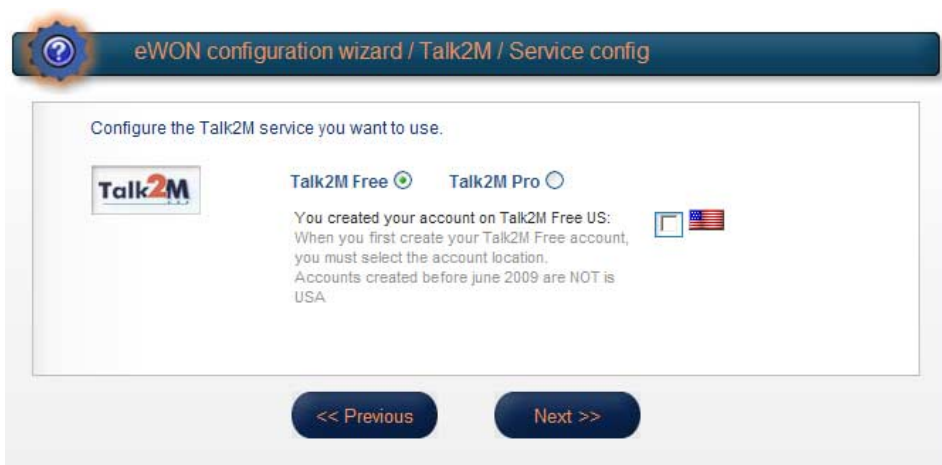 eWON configuration wizard / Talk2M / Service config
Configure the Talk2M service you want to use.
Talk2M
Talk2M Free Talk2M Pro
You created your account on Talk2M Free US:
When you first create your Talk2M Free account,
you must select the account location.
Accounts created before june 2009 are NOT is
USA
<< Previous Next >>